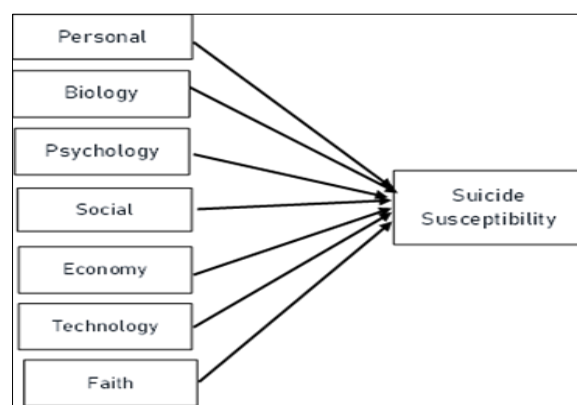 Personal
Biology
Psychology
Social
Economy
Technology
Faith
Suicide
Susceptibility